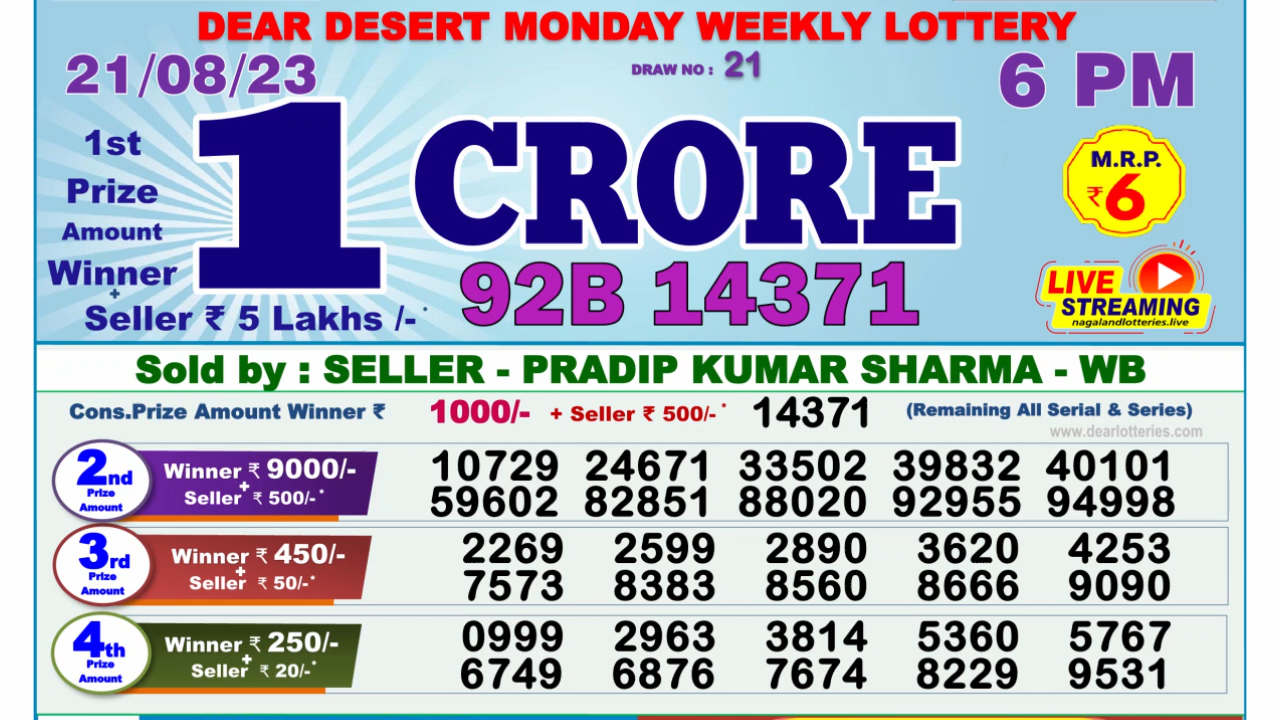 DEAR DESERT MONDAY WEEKLY LOTTERY
21/08/23
DRAW NO : 21
6 PM
1st
Prize
Amount
Winner
+
Seller ₹ 5 Lakhs /-*
1 CRORE
92B 14371
M.R.P.
₹6
LIVE
STREAMING
nagalandlotteries.live
Sold by : SELLER - PRADIP KUMAR SHARMA - WB
Cons.Prize Amount Winner ₹ 1000/- + Seller ₹ 500/-* 14371 (Remaining All Serial & Series)
www.dearlotteries.com
2nd
Prize
Amount
Winner ₹ 9000/-
+
Seller ₹ 500/-*
10729 24671 33502 39832 40101
59602 82851 88020 92955 94998
3rd
Prize
Amount
Winner ₹ 450/-
+
Seller ₹ 50/-*
2269 2599 2890 3620 4253
7573 8383 8560 8666 9090
4th
Prize
Amount
Winner ₹ 250/-
+
Seller ₹ 20/-*
0999 2963 3814 5360 5767
6749 6876 7674 8229 9531